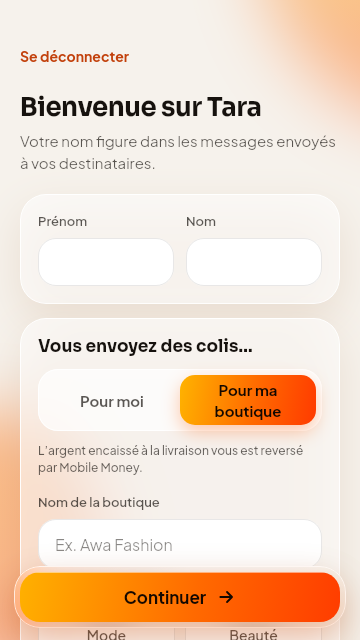 Se déconnecter
Bienvenue sur Tara
Votre nom figure dans les messages envoyés
à vos destinataires.
Prénom
Nom
Vous envoyez des colis...
Pour moi
Pour ma
boutique
L'argent encaissé à la livraison vous est reversé
par Mobile Money.
Nom de la boutique
Ex. Awa Fashion
Continuer →
Mode
Beauté